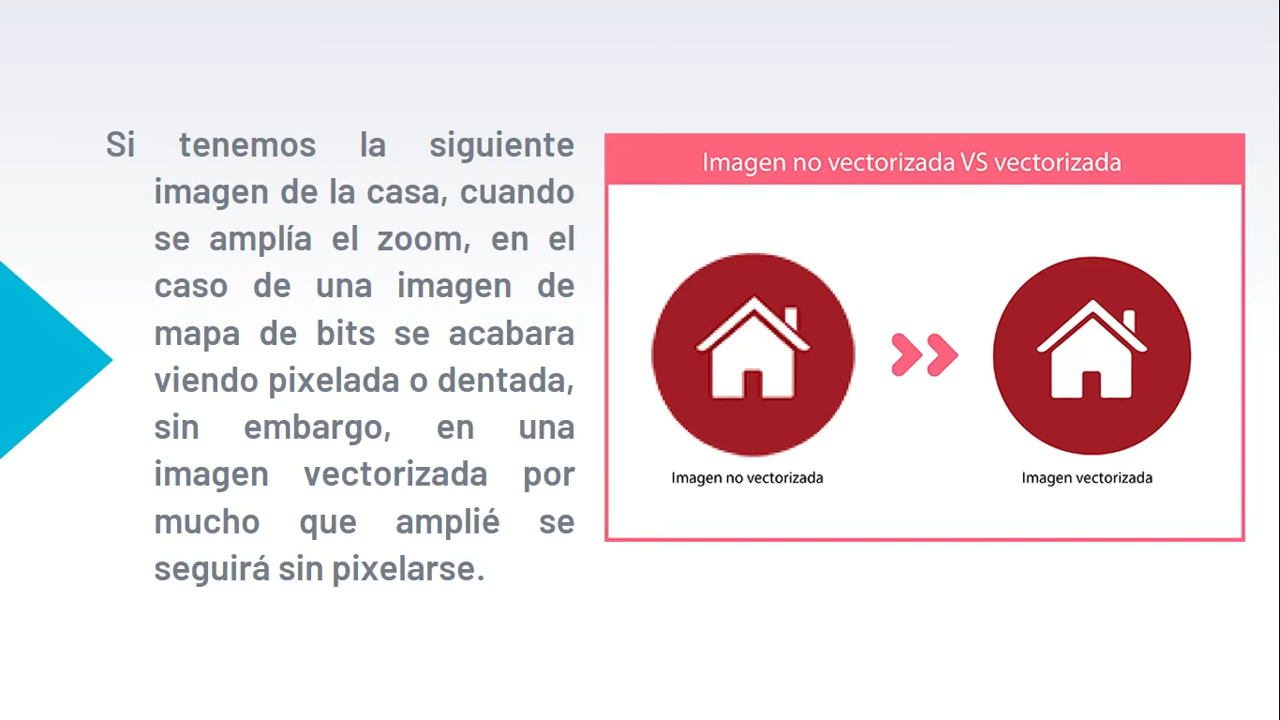 Si tenemos la siguiente
imagen de la casa, cuando
se amplía el zoom, en el
caso de una imagen de
mapa de bits se acabara
viendo pixelada o dentada,
sin embargo, en una
imagen vectorizada por
mucho que amplié se
seguirá sin pixelarse.
Imagen no vectorizada VS vectorizada
Imagen no vectorizada
Imagen vectorizada